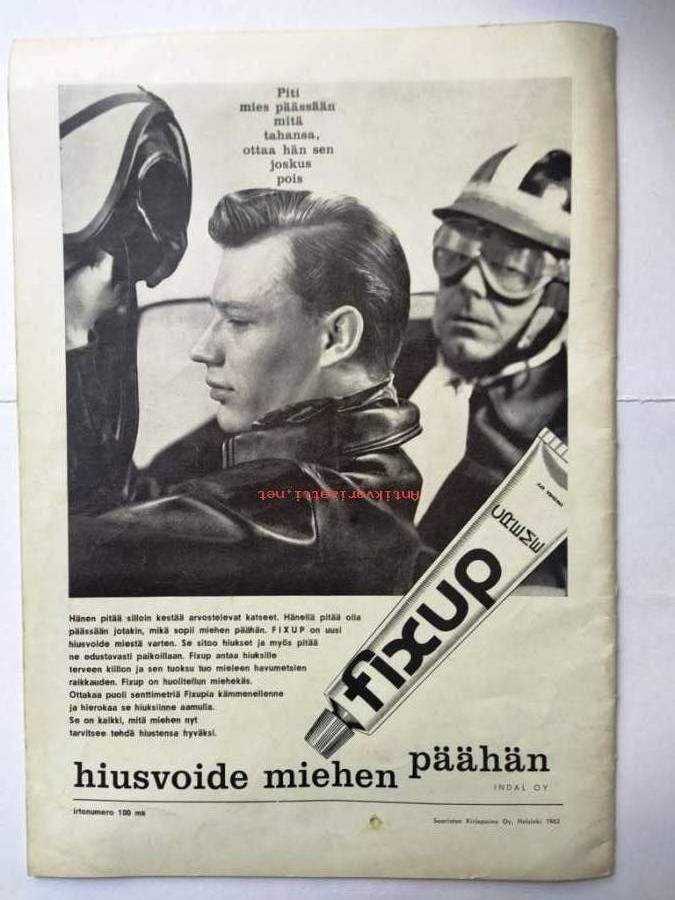 Piti
mies päässään
mitä
tahansa,
ottaa hän sen
joskus
pois
Antikvariaatti.net
INDAL OY
CREME
fixup
Hänen pitää silloin kestää arvostelevat katseet. Hänellä pitää olla
päässään jotakin, mikä sopii miehen päähän. FIXUP on uusi
hiusvoide miestä varten. Se sitoo hiukset ja myös pitää
ne edustavasti paikoillaan. Fixup antaa hiuksille
terveen kiillon ja sen tuoksu tuo mieleen havumetsien
raikkauden. Fixup on huolitellun miehekäs.
Ottakaa puoli senttimetriä Fixupia kämmenellenne
ja hierokaa se hiuksiinne aamulla.
Se on kaikki, mitä miehen nyt
tarvitsee tehdä hiustensa hyväksi.
hiusvoide miehen päähän
INDAL OY
irtonumero 100 mk
Saariston Kirjapaino Oy, Helsinki 1962